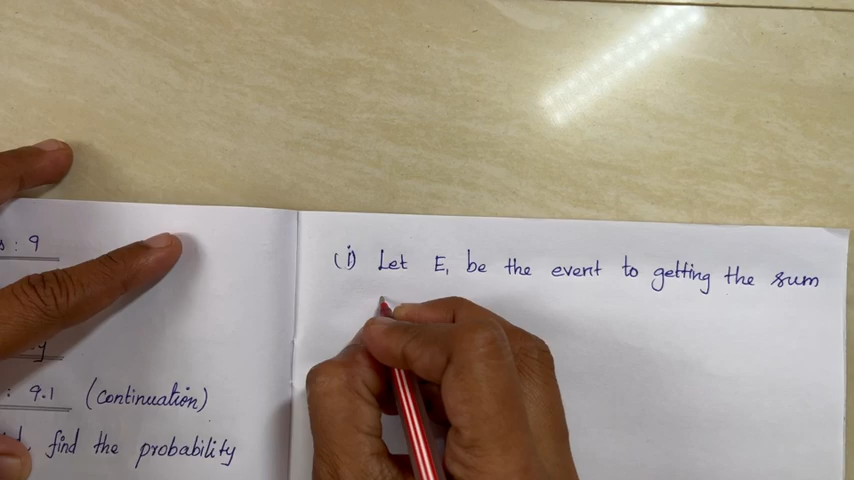 : 9
: 9.1 (continuation)
find the probability
(i) Let E₁ be the event to getting the sum